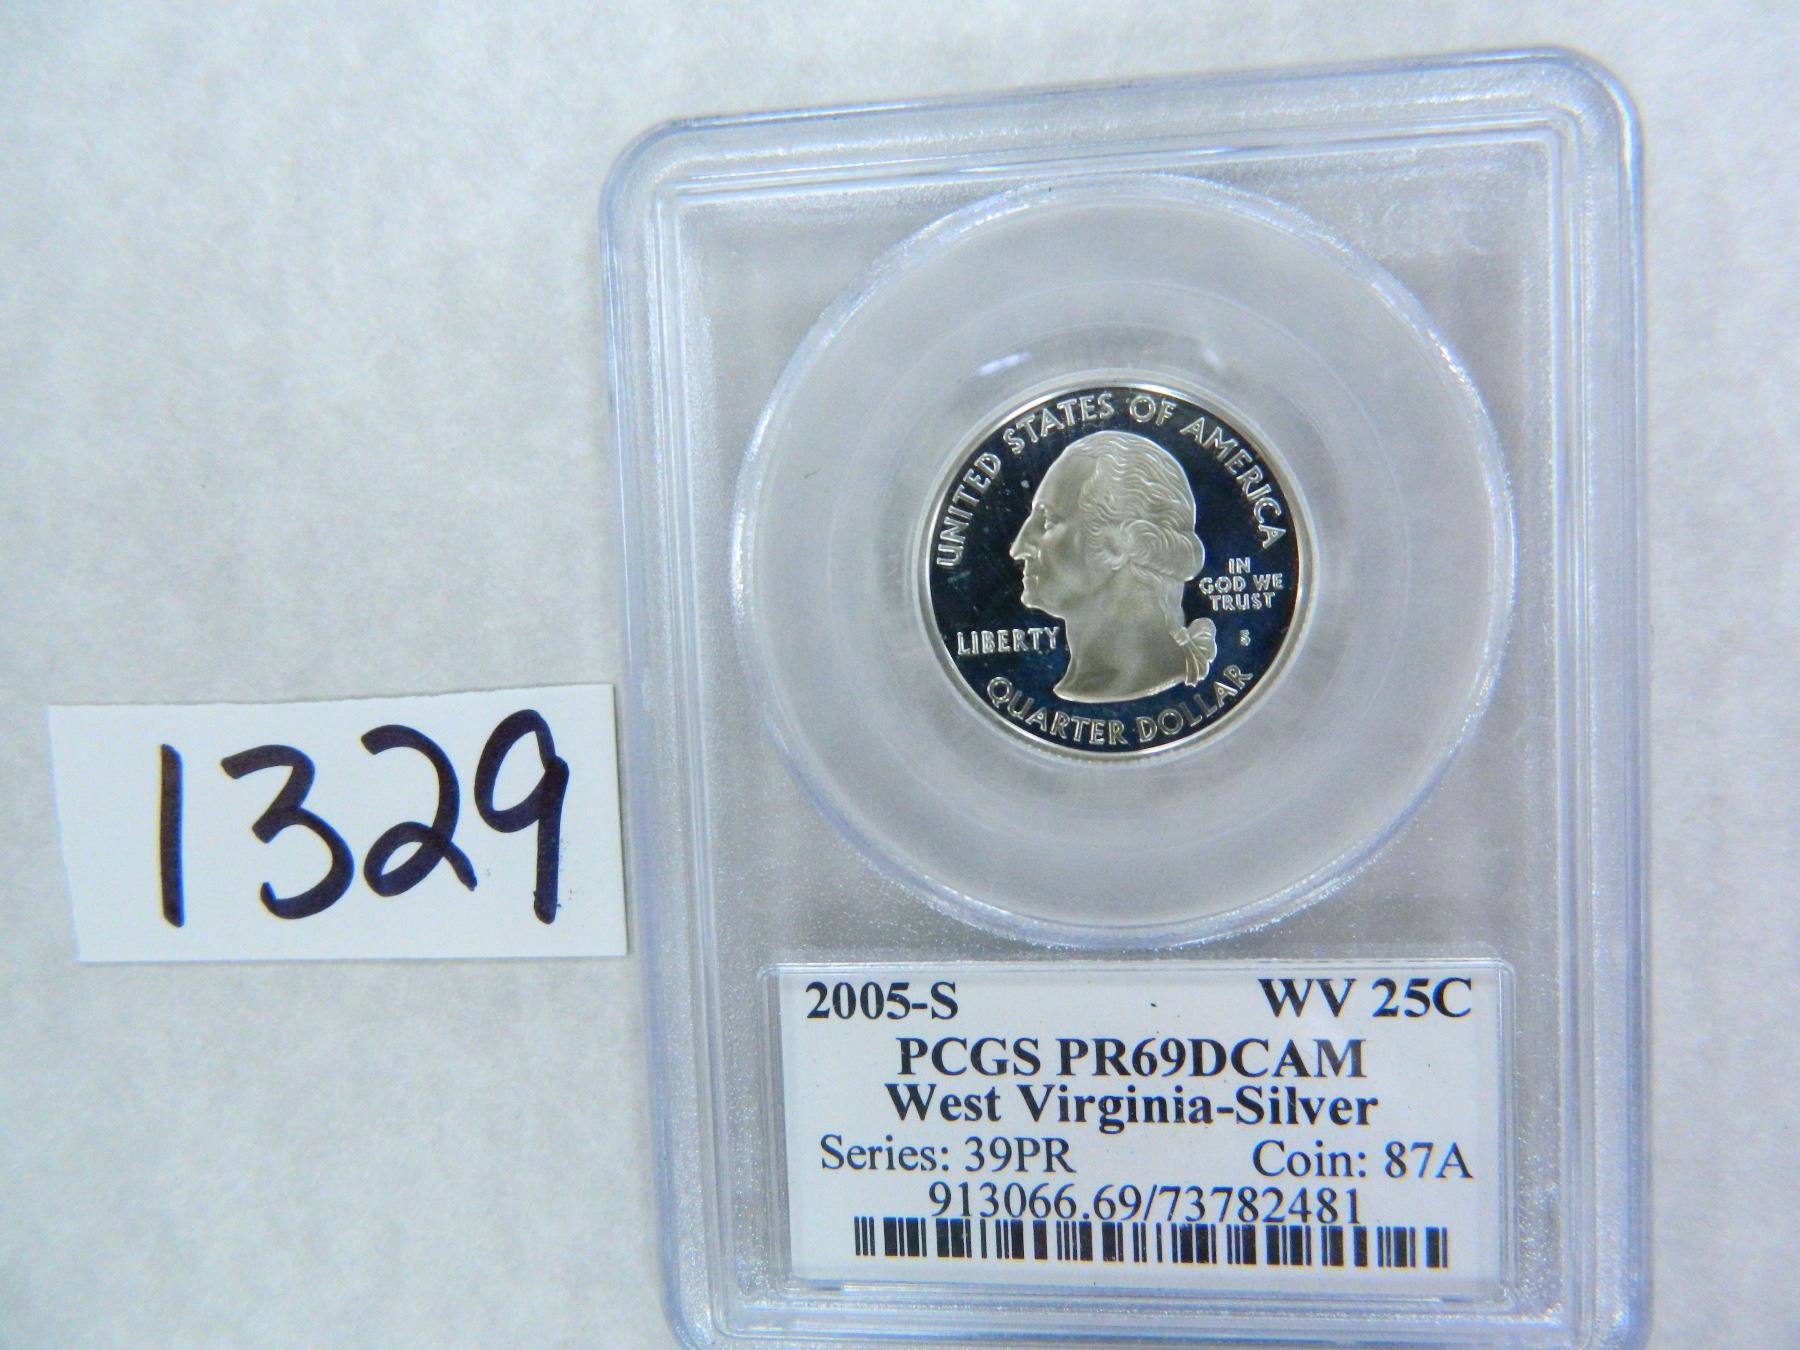 1329
UNITED STATES OF AMERICA
IN
GOD WE
TRUST
LIBERTY
S
QUARTER DOLLAR
2005-S WV 25C
PCGS PR69DCAM
West Virginia-Silver
Series: 39PR Coin: 87A
913066.69/73782481